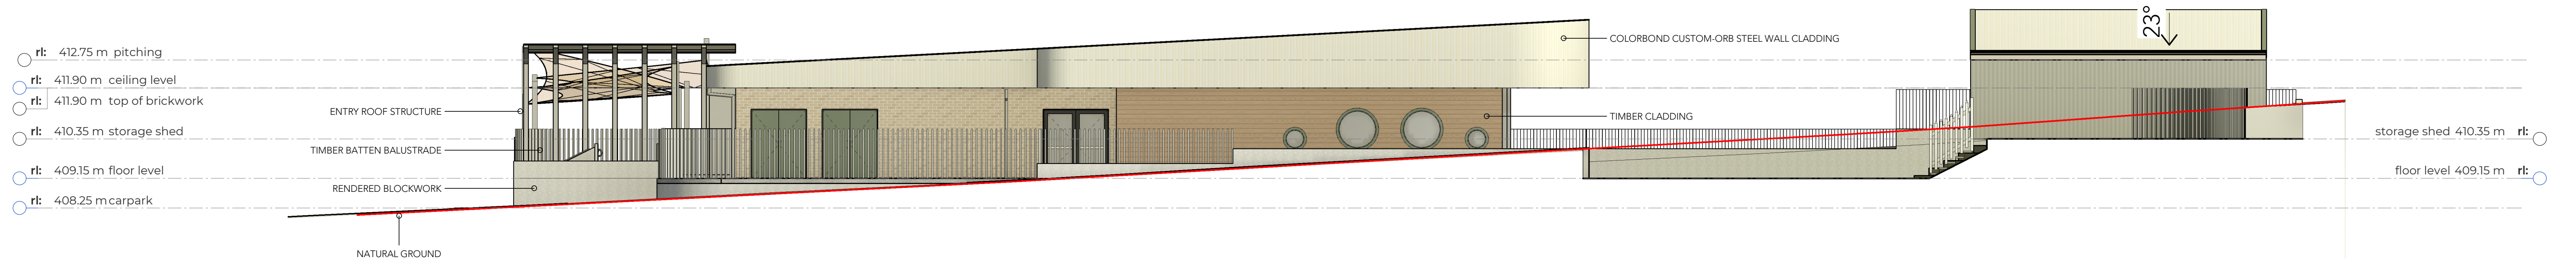 rl: 412.75 m pitching
rl: 411.90 m ceiling level
rl: 411.90 m top of brickwork
rl: 410.35 m storage shed
rl: 409.15 m floor level
rl: 408.25 m carpark
ENTRY ROOF STRUCTURE
TIMBER BATTEN BALUSTRADE
RENDERED BLOCKWORK
NATURAL GROUND
COLORBOND CUSTOM-ORB STEEL WALL CLADDING
TIMBER CLADDING
23°
storage shed 410.35 m rl:
floor level 409.15 m rl: